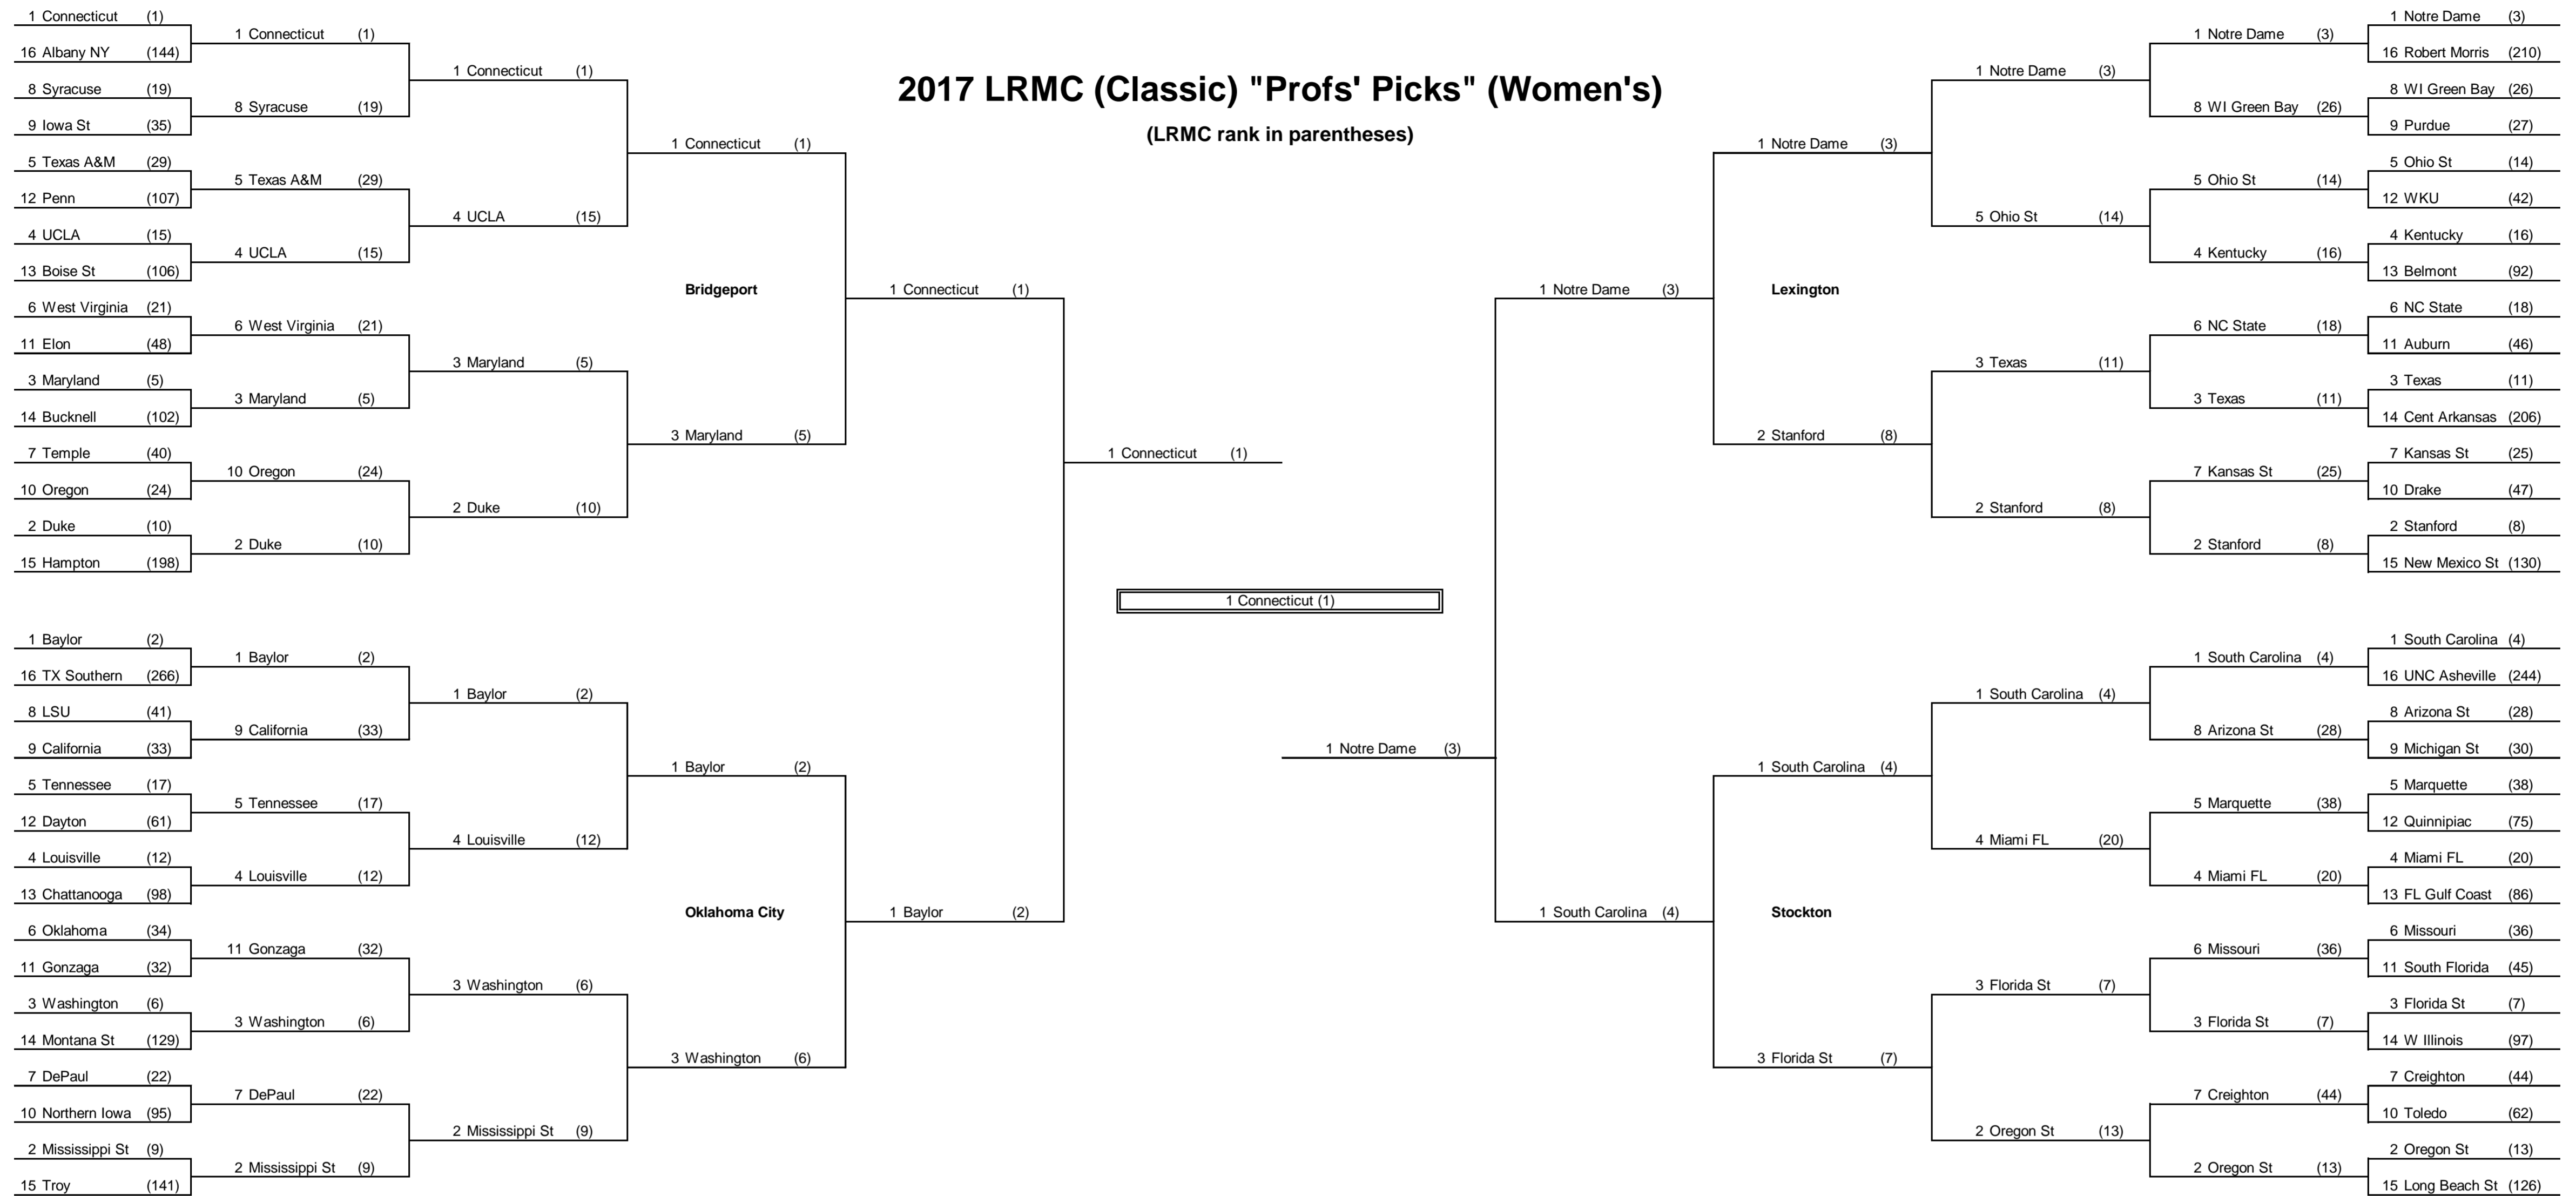 2017 LRMC (Classic) "Profs' Picks" (Women's)
(LRMC rank in parentheses)
1 Connecticut (1)
16 Albany NY (144)
8 Syracuse (19)
9 Iowa St (35)
5 Texas A&M (29)
12 Penn (107)
4 UCLA (15)
13 Boise St (106)
6 West Virginia (21)
11 Elon (48)
3 Maryland (5)
14 Bucknell (102)
7 Temple (40)
10 Oregon (24)
2 Duke (10)
15 Hampton (198)
1 Connecticut (1)
8 Syracuse (19)
5 Texas A&M (29)
4 UCLA (15)
6 West Virginia (21)
3 Maryland (5)
10 Oregon (24)
2 Duke (10)
1 Connecticut (1)
4 UCLA (15)
3 Maryland (5)
2 Duke (10)
1 Connecticut (1)
3 Maryland (5)
Bridgeport
1 Connecticut (1)
1 Baylor (2)
16 TX Southern (266)
8 LSU (41)
9 California (33)
5 Tennessee (17)
12 Dayton (61)
4 Louisville (12)
13 Chattanooga (98)
6 Oklahoma (34)
11 Gonzaga (32)
3 Washington (6)
14 Montana St (129)
7 DePaul (22)
10 Northern Iowa (95)
2 Mississippi St (9)
15 Troy (141)
1 Baylor (2)
9 California (33)
5 Tennessee (17)
4 Louisville (12)
11 Gonzaga (32)
3 Washington (6)
7 DePaul (22)
2 Mississippi St (9)
1 Baylor (2)
4 Louisville (12)
3 Washington (6)
2 Mississippi St (9)
1 Baylor (2)
3 Washington (6)
Oklahoma City
1 Baylor (2)
1 Connecticut (1)
1 Connecticut (1)
1 Notre Dame (3)
1 Notre Dame (3)
Lexington
1 Notre Dame (3)
2 Stanford (8)
1 Notre Dame (3)
5 Ohio St (14)
3 Texas (11)
2 Stanford (8)
1 Notre Dame (3)
8 WI Green Bay (26)
5 Ohio St (14)
4 Kentucky (16)
6 NC State (18)
3 Texas (11)
7 Kansas St (25)
2 Stanford (8)
1 Notre Dame (3)
16 Robert Morris (210)
8 WI Green Bay (26)
9 Purdue (27)
5 Ohio St (14)
12 WKU (42)
4 Kentucky (16)
13 Belmont (92)
6 NC State (18)
11 Auburn (46)
3 Texas (11)
14 Cent Arkansas (206)
7 Kansas St (25)
10 Drake (47)
2 Stanford (8)
15 New Mexico St (130)
1 South Carolina (4)
Stockton
1 South Carolina (4)
3 Florida St (7)
1 South Carolina (4)
4 Miami FL (20)
3 Florida St (7)
2 Oregon St (13)
1 South Carolina (4)
8 Arizona St (28)
5 Marquette (38)
4 Miami FL (20)
6 Missouri (36)
3 Florida St (7)
7 Creighton (44)
2 Oregon St (13)
1 South Carolina (4)
16 UNC Asheville (244)
8 Arizona St (28)
9 Michigan St (30)
5 Marquette (38)
12 Quinnipiac (75)
4 Miami FL (20)
13 FL Gulf Coast (86)
6 Missouri (36)
11 South Florida (45)
3 Florida St (7)
14 W Illinois (97)
7 Creighton (44)
10 Toledo (62)
2 Oregon St (13)
15 Long Beach St (126)